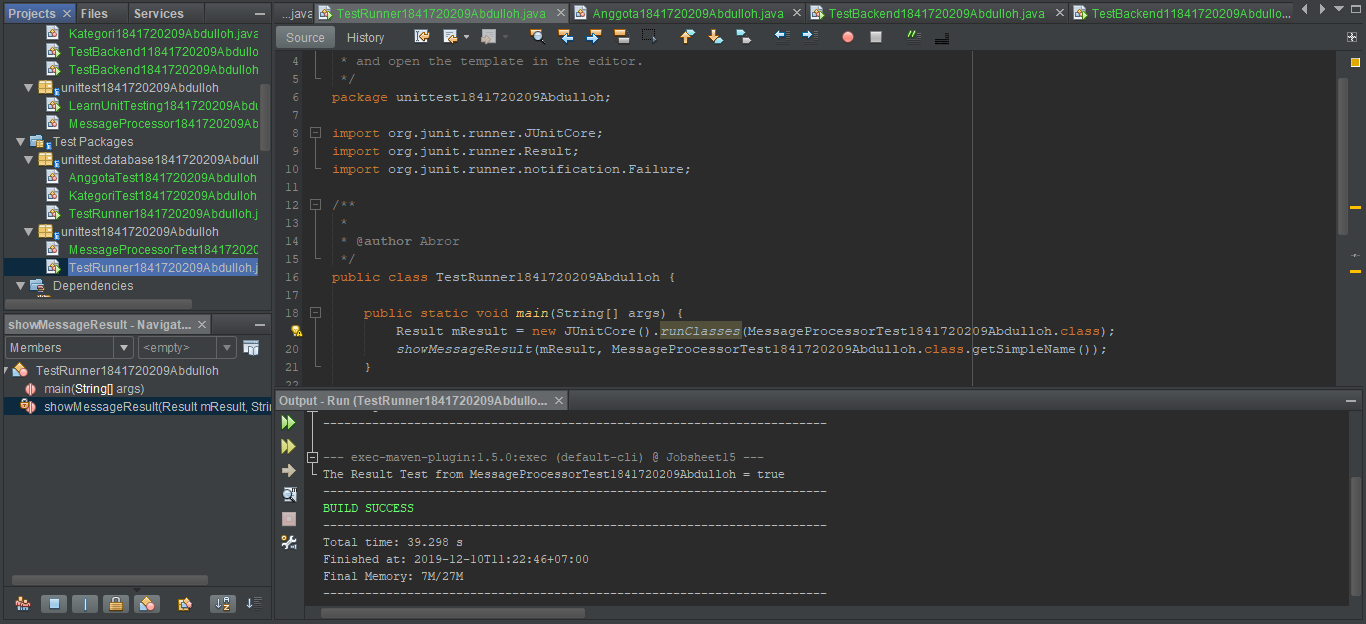 Projects
Files
Services
...java
TestRunner1841720209Abdulloh.java
Anggota1841720209Abdulloh.java
TestBackend1841720209Abdulloh.java
TestBackend11841720209Abdullo...
Kategori1841720209Abdulloh.java
TestBackend11841720209Abdullo
TestBackend1841720209Abdulloh
unittest1841720209Abdulloh
LearnUnitTesting1841720209Abdu
MessageProcessor1841720209Ab
Test Packages
unittest.database1841720209Abdull
AnggotaTest1841720209Abdulloh
KategoriTest1841720209Abdulloh
TestRunner1841720209Abdulloh.j
unittest1841720209Abdulloh
MessageProcessorTest184172020
TestRunner1841720209Abdulloh.j
Dependencies
Source History
4 * and open the template in the editor.
5 */
6 package unittest1841720209Abdulloh;
7
8 import org.junit.runner.JUnitCore;
9 import org.junit.runner.Result;
10 import org.junit.runner.notification.Failure;
11
12 /**
13 *
14 * @author Abror
15 */
16 public class TestRunner1841720209Abdulloh {
17
18 public static void main(String[] args) {
Result mResult = new JUnitCore().runClasses(MessageProcessorTest1841720209Abdulloh.class);
20 showMessageResult(mResult, MessageProcessorTest1841720209Abdulloh.class.getSimpleName());
21 }
22
showMessageResult - Navigat...
Members
<empty>
TestRunner1841720209Abdulloh
main(String[] args)
showMessageResult(Result mResult, Stri
Output - Run (TestRunner1841720209Abdullo...
------------------------------------------------------------------------
--- exec-maven-plugin:1.5.0:exec (default-cli) @ Jobsheet15 ---
The Result Test from MessageProcessorTest1841720209Abdulloh = true
------------------------------------------------------------------------
BUILD SUCCESS
------------------------------------------------------------------------
Total time: 39.298 s
Finished at: 2019-12-10T11:22:46+07:00
Final Memory: 7M/27M
------------------------------------------------------------------------